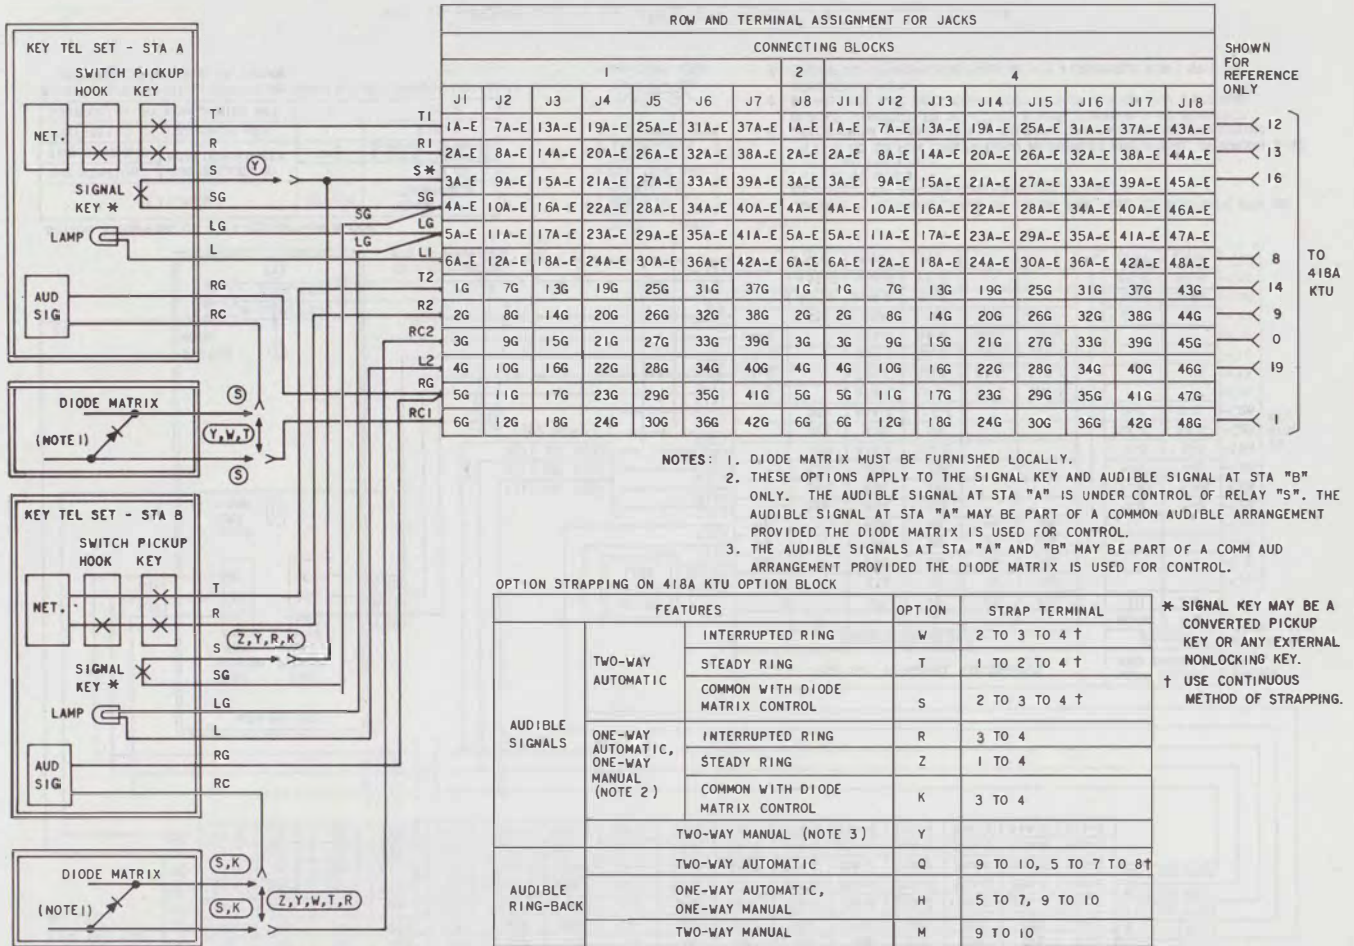 ROW AND TERMINAL ASSIGNMENT FOR JACKS
CONNECTING BLOCKS
1 2 4
J1 J2 J3 J4 J5 J6 J7 J8 J11 J12 J13 J14 J15 J16 J17 J18
T1 1A-E 7A-E 13A-E 19A-E 25A-E 31A-E 37A-E 1A-E 1A-E 7A-E 13A-E 19A-E 25A-E 31A-E 37A-E 43A-E 12
R1 2A-E 8A-E 14A-E 20A-E 26A-E 32A-E 38A-E 2A-E 2A-E 8A-E 14A-E 20A-E 26A-E 32A-E 38A-E 44A-E 13
S* 3A-E 9A-E 15A-E 21A-E 27A-E 33A-E 39A-E 3A-E 3A-E 9A-E 15A-E 21A-E 27A-E 33A-E 39A-E 45A-E 16
SG 4A-E 10A-E 16A-E 22A-E 28A-E 34A-E 40A-E 4A-E 4A-E 10A-E 16A-E 22A-E 28A-E 34A-E 40A-E 46A-E
LG 5A-E 11A-E 17A-E 23A-E 29A-E 35A-E 41A-E 5A-E 5A-E 11A-E 17A-E 23A-E 29A-E 35A-E 41A-E 47A-E
L1 6A-E 12A-E 18A-E 24A-E 30A-E 36A-E 42A-E 6A-E 6A-E 12A-E 18A-E 24A-E 30A-E 36A-E 42A-E 48A-E 8
T2 1G 7G 13G 19G 25G 31G 37G 1G 1G 7G 13G 19G 25G 31G 37G 43G 14
R2 2G 8G 14G 20G 26G 32G 38G 2G 2G 8G 14G 20G 26G 32G 38G 44G 9
RC2 3G 9G 15G 21G 27G 33G 39G 3G 3G 9G 15G 21G 27G 33G 39G 45G 0
L2 4G 10G 16G 22G 28G 34G 40G 4G 4G 10G 16G 22G 28G 34G 40G 46G 19
RG 5G 11G 17G 23G 29G 35G 41G 5G 5G 11G 17G 23G 29G 35G 41G 47G
RC1 6G 12G 18G 24G 30G 36G 42G 6G 6G 12G 18G 24G 30G 36G 42G 48G 1
SHOWN
FOR
REFERENCE
ONLY
TO
418A
KTU
KEY TEL SET - STA A
SWITCH PICKUP
HOOK KEY
NET.
T
R
S
Y
SIGNAL
KEY *
SG
SG
LG
LG
LAMP
L
AUD
SIG
RG
RC
DIODE MATRIX
(NOTE 1)
S
Y,W,T
S
KEY TEL SET - STA B
SWITCH PICKUP
HOOK KEY
NET.
T
R
S
Z,Y,R,K
SIGNAL
KEY *
SG
LG
LAMP
L
AUD
SIG
RG
RC
DIODE MATRIX
(NOTE 1)
S,K
S,K
Z,Y,W,T,R
NOTES: 1. DIODE MATRIX MUST BE FURNISHED LOCALLY.
2. THESE OPTIONS APPLY TO THE SIGNAL KEY AND AUDIBLE SIGNAL AT STA "B"
ONLY. THE AUDIBLE SIGNAL AT STA "A" IS UNDER CONTROL OF RELAY "S". THE
AUDIBLE SIGNAL AT STA "A" MAY BE PART OF A COMMON AUDIBLE ARRANGEMENT
PROVIDED THE DIODE MATRIX IS USED FOR CONTROL.
3. THE AUDIBLE SIGNALS AT STA "A" AND "B" MAY BE PART OF A COMM AUD
ARRANGEMENT PROVIDED THE DIODE MATRIX IS USED FOR CONTROL.
OPTION STRAPPING ON 418A KTU OPTION BLOCK
FEATURES OPTION STRAP TERMINAL
AUDIBLE
SIGNALS
TWO-WAY
AUTOMATIC
INTERRUPTED RING W 2 TO 3 TO 4 †
STEADY RING T 1 TO 2 TO 4 †
COMMON WITH DIODE
MATRIX CONTROL S 2 TO 3 TO 4 †
ONE-WAY
AUTOMATIC,
ONE-WAY
MANUAL
(NOTE 2)
INTERRUPTED RING R 3 TO 4
STEADY RING Z 1 TO 4
COMMON WITH DIODE
MATRIX CONTROL K 3 TO 4
TWO-WAY MANUAL (NOTE 3) Y
AUDIBLE
RING-BACK
TWO-WAY AUTOMATIC Q 9 TO 10, 5 TO 7 TO 8†
ONE-WAY AUTOMATIC,
ONE-WAY MANUAL H 5 TO 7, 9 TO 10
TWO-WAY MANUAL M 9 TO 10
* SIGNAL KEY MAY BE A
CONVERTED PICKUP
KEY OR ANY EXTERNAL
NONLOCKING KEY.
† USE CONTINUOUS
METHOD OF STRAPPING.